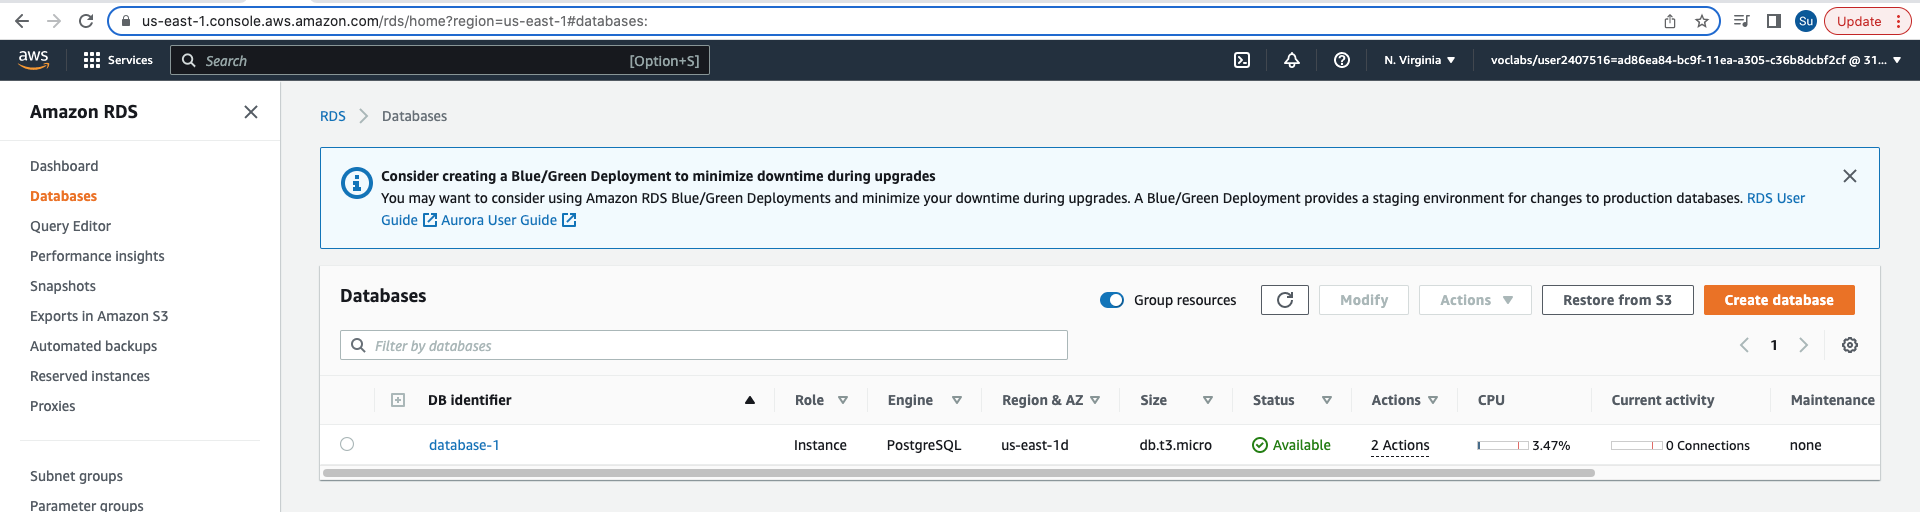 us-east-1.console.aws.amazon.com/rds/home?region=us-east-1#databases:
Su
Update
aws
Services
Search
[Option+S]
N. Virginia
voclabs/user2407516=ad86ea84-bc9f-11ea-a305-c36b8dcbf2cf @ 31...
Amazon RDS
Dashboard
Databases
Query Editor
Performance insights
Snapshots
Exports in Amazon S3
Automated backups
Reserved instances
Proxies
Subnet groups
Parameter groups
RDS
Databases
Consider creating a Blue/Green Deployment to minimize downtime during upgrades
You may want to consider using Amazon RDS Blue/Green Deployments and minimize your downtime during upgrades. A Blue/Green Deployment provides a staging environment for changes to production databases. RDS User
Guide Aurora User Guide
Databases
Group resources
Modify
Actions
Restore from S3
Create database
Filter by databases
1
DB identifier Role Engine Region & AZ Size Status Actions CPU Current activity Maintenance
database-1 Instance PostgreSQL us-east-1d db.t3.micro Available 2 Actions 3.47% 0 Connections none